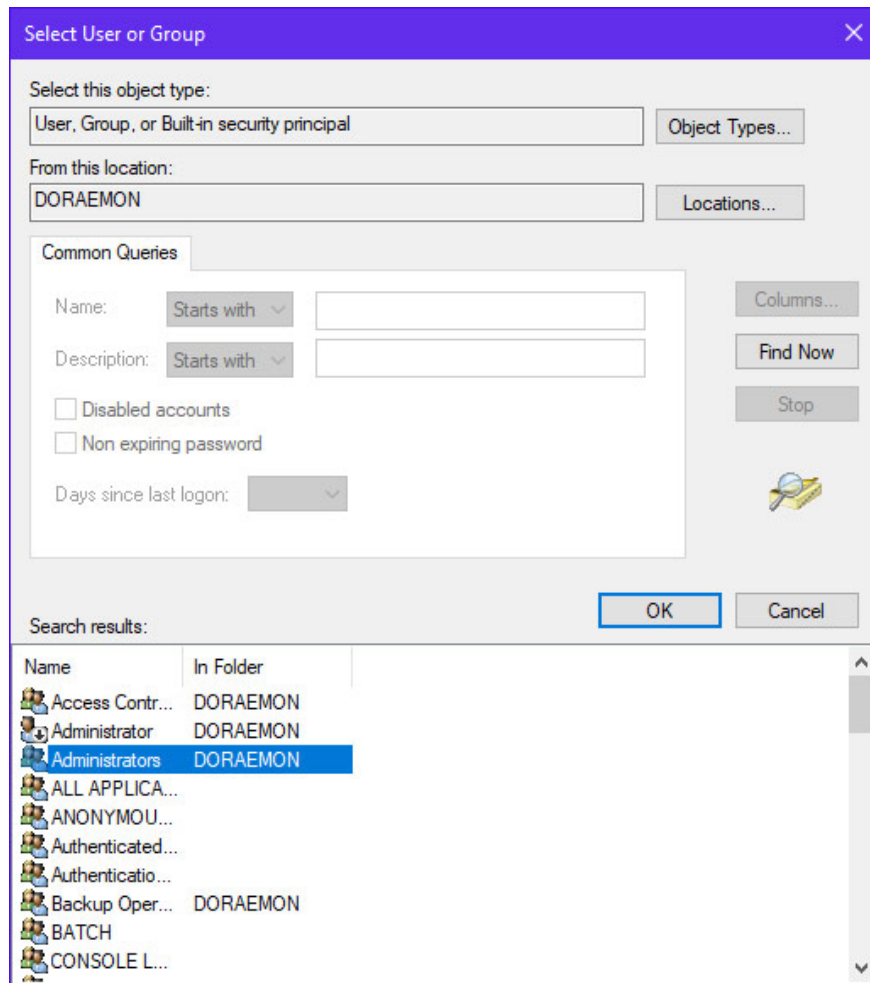 Select User or Group
Select this object type:
User, Group, or Built-in security principal
Object Types...
From this location:
DORAEMON
Locations...
Common Queries
Name: Starts with
Columns...
Description: Starts with
Find Now
Disabled accounts
Stop
Non expiring password
Days since last logon:
OK Cancel
Search results:
Name In Folder
Access Contr... DORAEMON
Administrator DORAEMON
Administrators DORAEMON
ALL APPLICA...
ANONYMOU...
Authenticated...
Authenticatio...
Backup Oper... DORAEMON
BATCH
CONSOLE L...